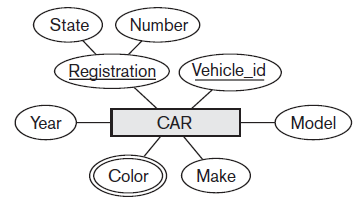 State
Number
Registration
Vehicle_id
Year
CAR
Model
Color
Make